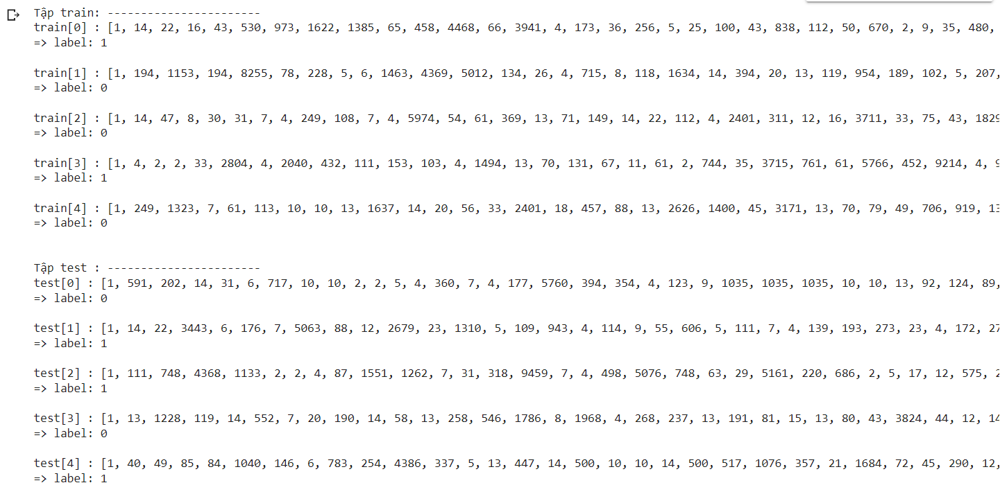 Tập train: -----------------------
train[0] : [1, 14, 22, 16, 43, 530, 973, 1622, 1385, 65, 458, 4468, 66, 3941, 4, 173, 36, 256, 5, 25, 100, 43, 838, 112, 50, 670, 2, 9, 35, 480,
=> label: 1
train[1] : [1, 194, 1153, 194, 8255, 78, 228, 5, 6, 1463, 4369, 5012, 134, 26, 4, 715, 8, 118, 1634, 14, 394, 20, 13, 119, 954, 189, 102, 5, 207,
=> label: 0
train[2] : [1, 14, 47, 8, 30, 31, 7, 4, 249, 108, 7, 4, 5974, 54, 61, 369, 13, 71, 149, 14, 22, 112, 4, 2401, 311, 12, 16, 3711, 33, 75, 43, 1829
=> label: 0
train[3] : [1, 4, 2, 2, 33, 2804, 4, 2040, 432, 111, 153, 103, 4, 1494, 13, 70, 131, 67, 11, 61, 2, 744, 35, 3715, 761, 61, 5766, 452, 9214, 4, 9
=> label: 1
train[4] : [1, 249, 1323, 7, 61, 113, 10, 10, 13, 1637, 14, 20, 56, 33, 2401, 18, 457, 88, 13, 2626, 1400, 45, 3171, 13, 70, 79, 49, 706, 919, 13
=> label: 0
Tập test : -----------------------
test[0] : [1, 591, 202, 14, 31, 6, 717, 10, 10, 2, 2, 5, 4, 360, 7, 4, 177, 5760, 394, 354, 4, 123, 9, 1035, 1035, 1035, 10, 10, 13, 92, 124, 89,
=> label: 0
test[1] : [1, 14, 22, 3443, 6, 176, 7, 5063, 88, 12, 2679, 23, 1310, 5, 109, 943, 4, 114, 9, 55, 606, 5, 111, 7, 4, 139, 193, 273, 23, 4, 172, 27
=> label: 1
test[2] : [1, 111, 748, 4368, 1133, 2, 2, 4, 87, 1551, 1262, 7, 31, 318, 9459, 7, 4, 498, 5076, 748, 63, 29, 5161, 220, 686, 2, 5, 17, 12, 575, 2
=> label: 1
test[3] : [1, 13, 1228, 119, 14, 552, 7, 20, 190, 14, 58, 13, 258, 546, 1786, 8, 1968, 4, 268, 237, 13, 191, 81, 15, 13, 80, 43, 3824, 44, 12, 14
=> label: 0
test[4] : [1, 40, 49, 85, 84, 1040, 146, 6, 783, 254, 4386, 337, 5, 13, 447, 14, 500, 10, 10, 14, 500, 517, 1076, 357, 21, 1684, 72, 45, 290, 12,
=> label: 1